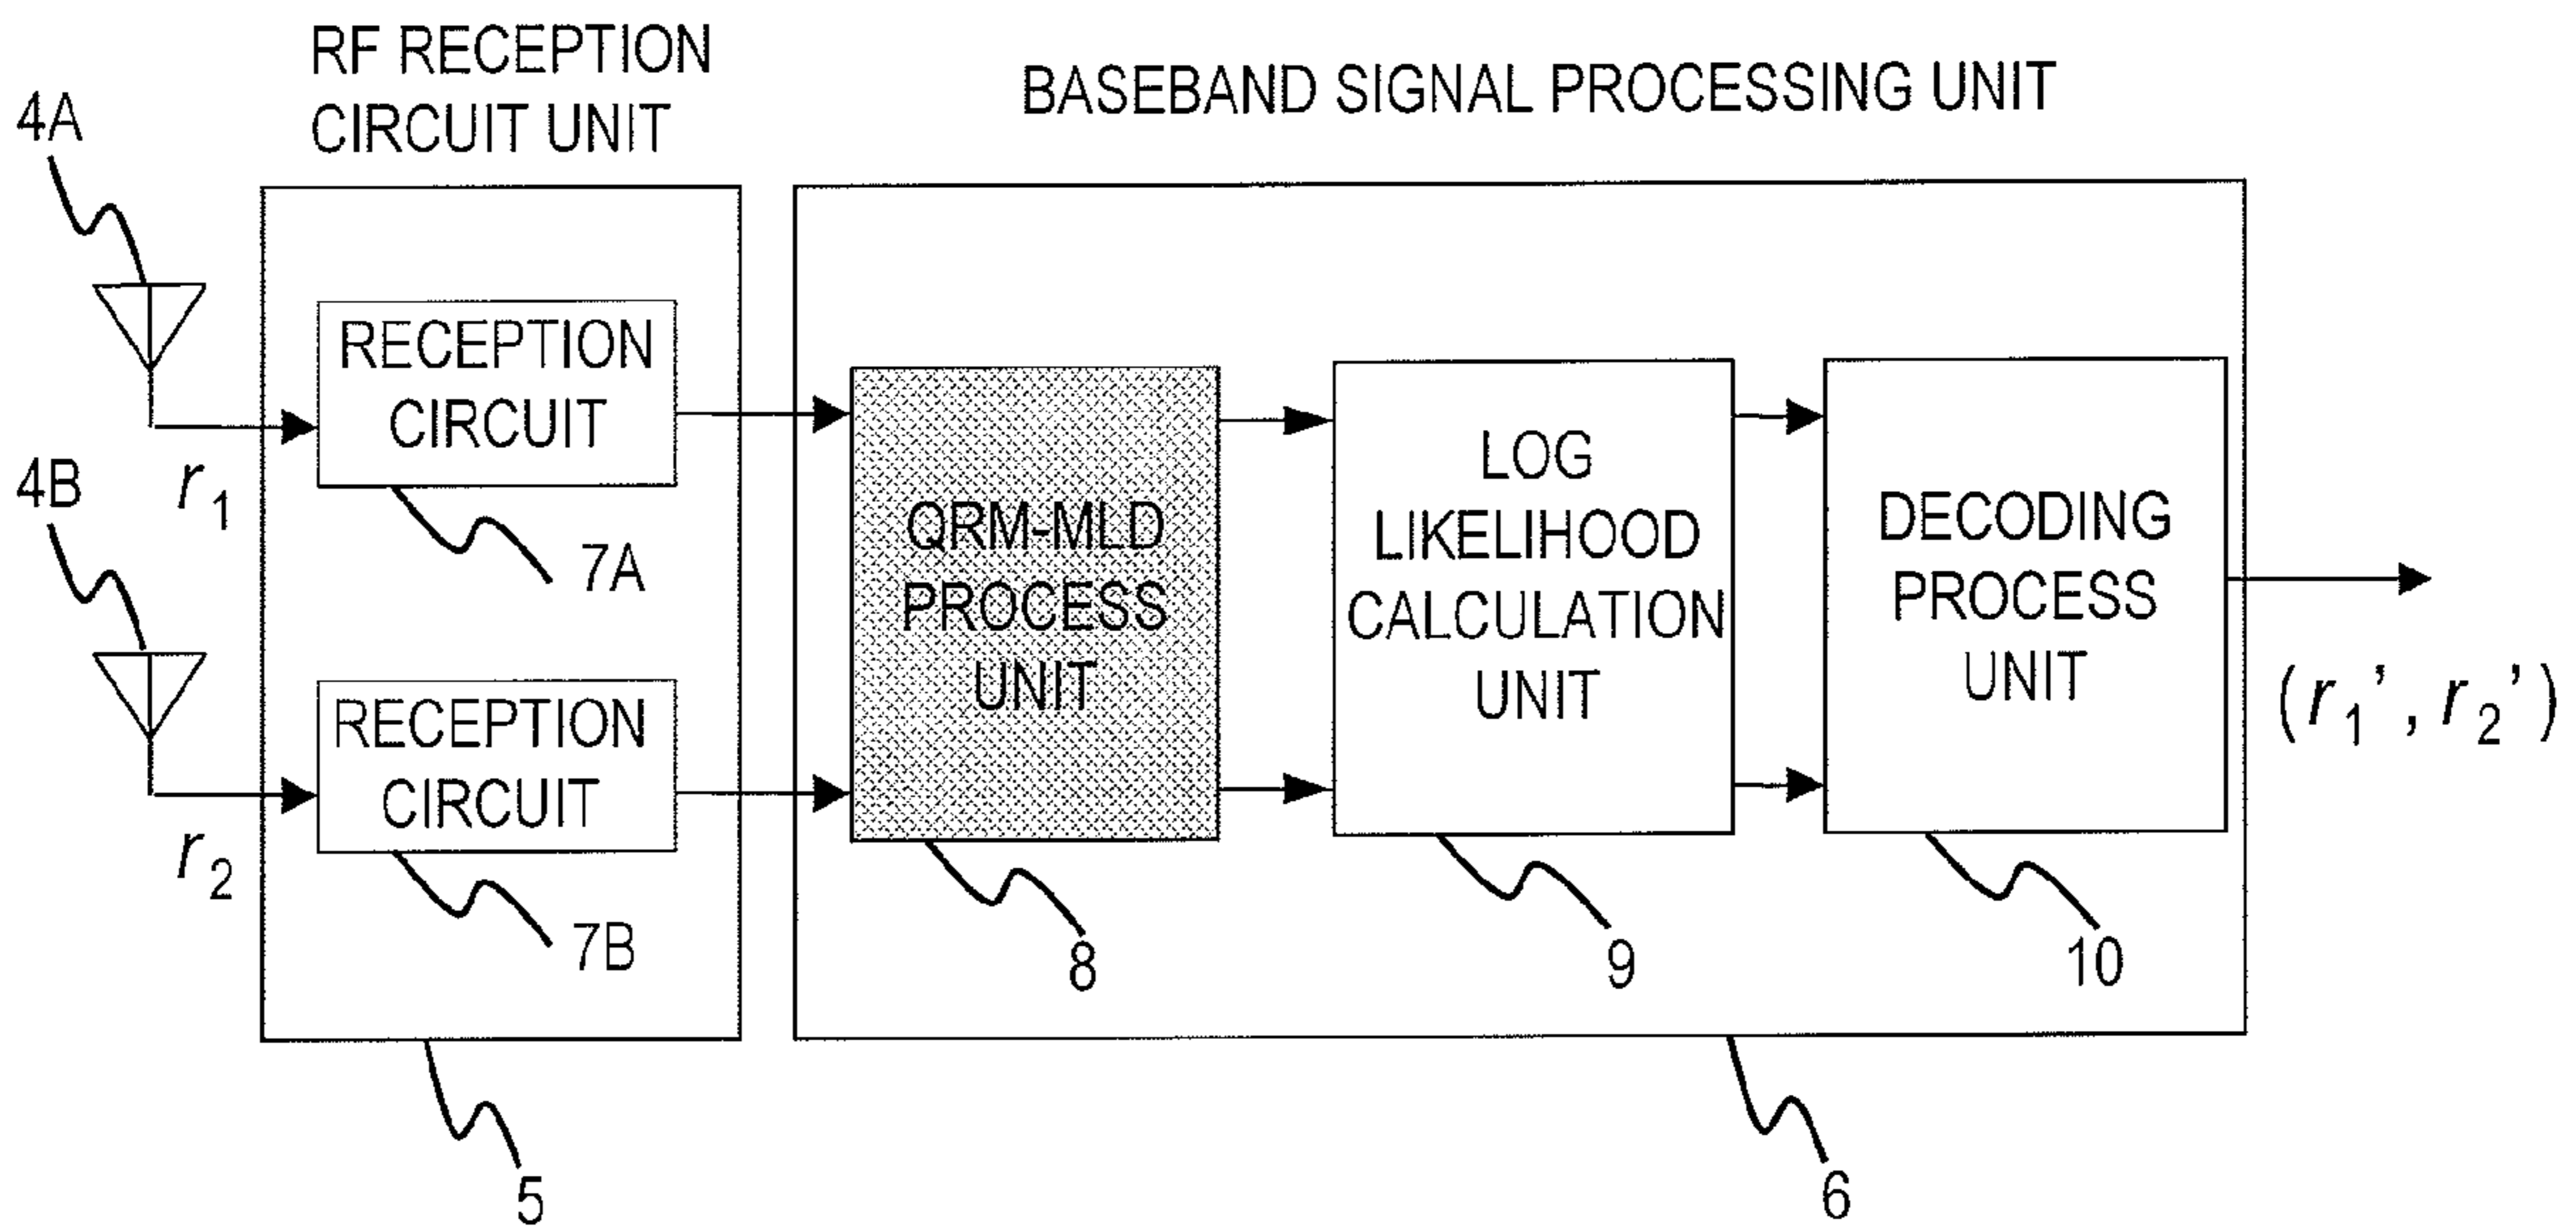 RF RECEPTION
CIRCUIT UNIT
BASEBAND SIGNAL PROCESSING UNIT
4A
RECEPTION
CIRCUIT
r1
7A
4B
RECEPTION
CIRCUIT
r2
7B
QRM-MLD
PROCESS
UNIT
8
LOG
LIKELIHOOD
CALCULATION
UNIT
9
DECODING
PROCESS
UNIT
10
(r1', r2')
5
6